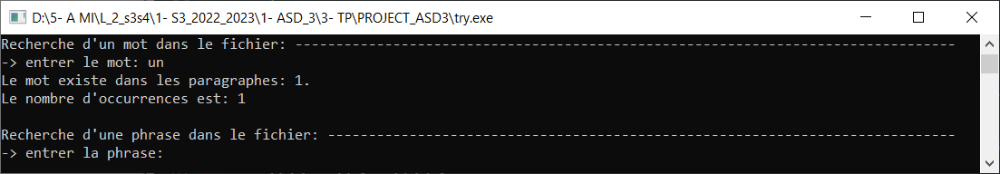 D:\5- A MI\L_2_s3s4\1- S3_2022_2023\1- ASD_3\3- TP\PROJECT_ASD3\try.exe
Recherche d'un mot dans le fichier: ---------------------------------------------------------------------------------
-> entrer le mot: un
Le mot existe dans les paragraphes: 1.
Le nombre d'occurrences est: 1
Recherche d'une phrase dans le fichier: -----------------------------------------------------------------------------
-> entrer la phrase: